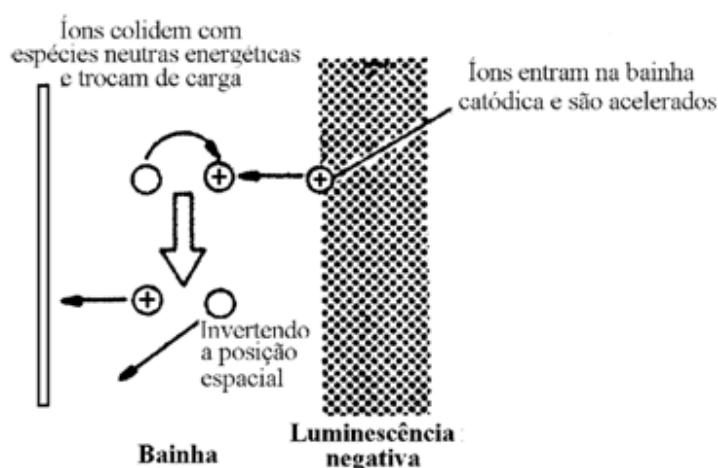 Íons colidem com
espécies neutras energéticas
e trocam de carga
Íons entram na bainha
catódica e são acelerados
+
+
+
Invertendo
a posição
espacial
Bainha
Luminescência
negativa